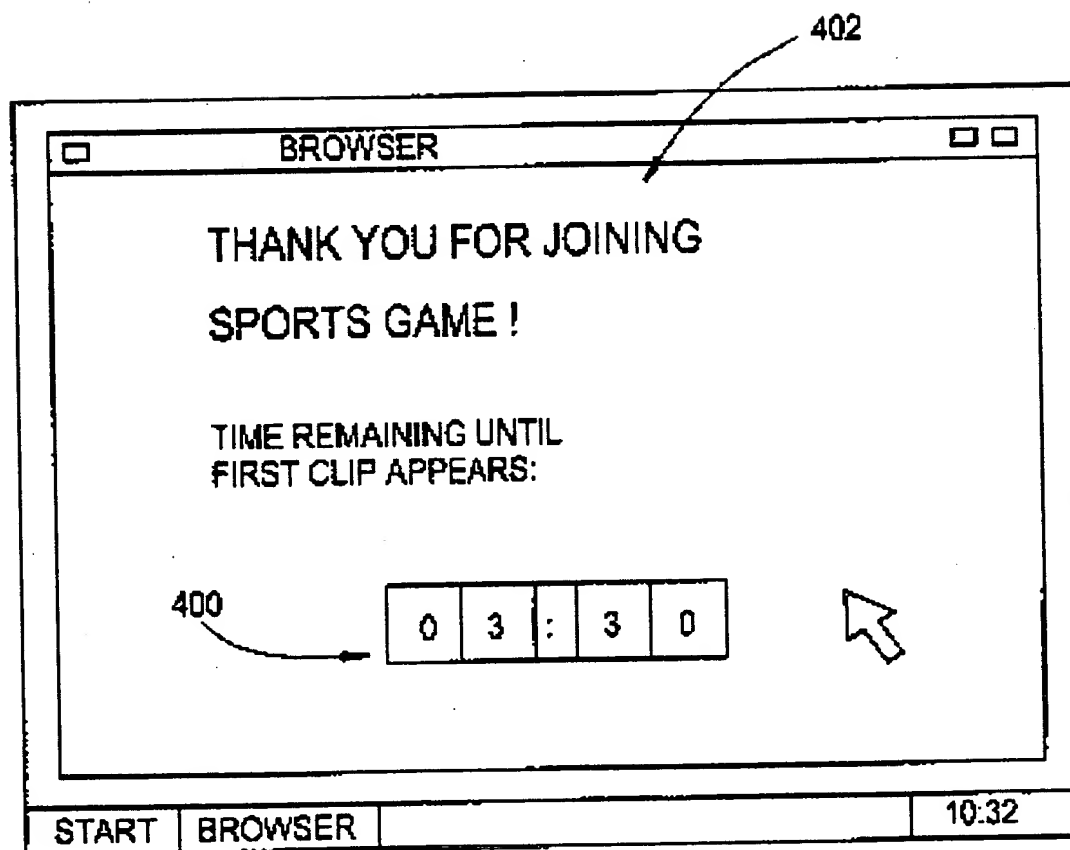 402
BROWSER
THANK YOU FOR JOINING
SPORTS GAME !
TIME REMAINING UNTIL
FIRST CLIP APPEARS:
400
0 3 : 3 0
START BROWSER 10:32